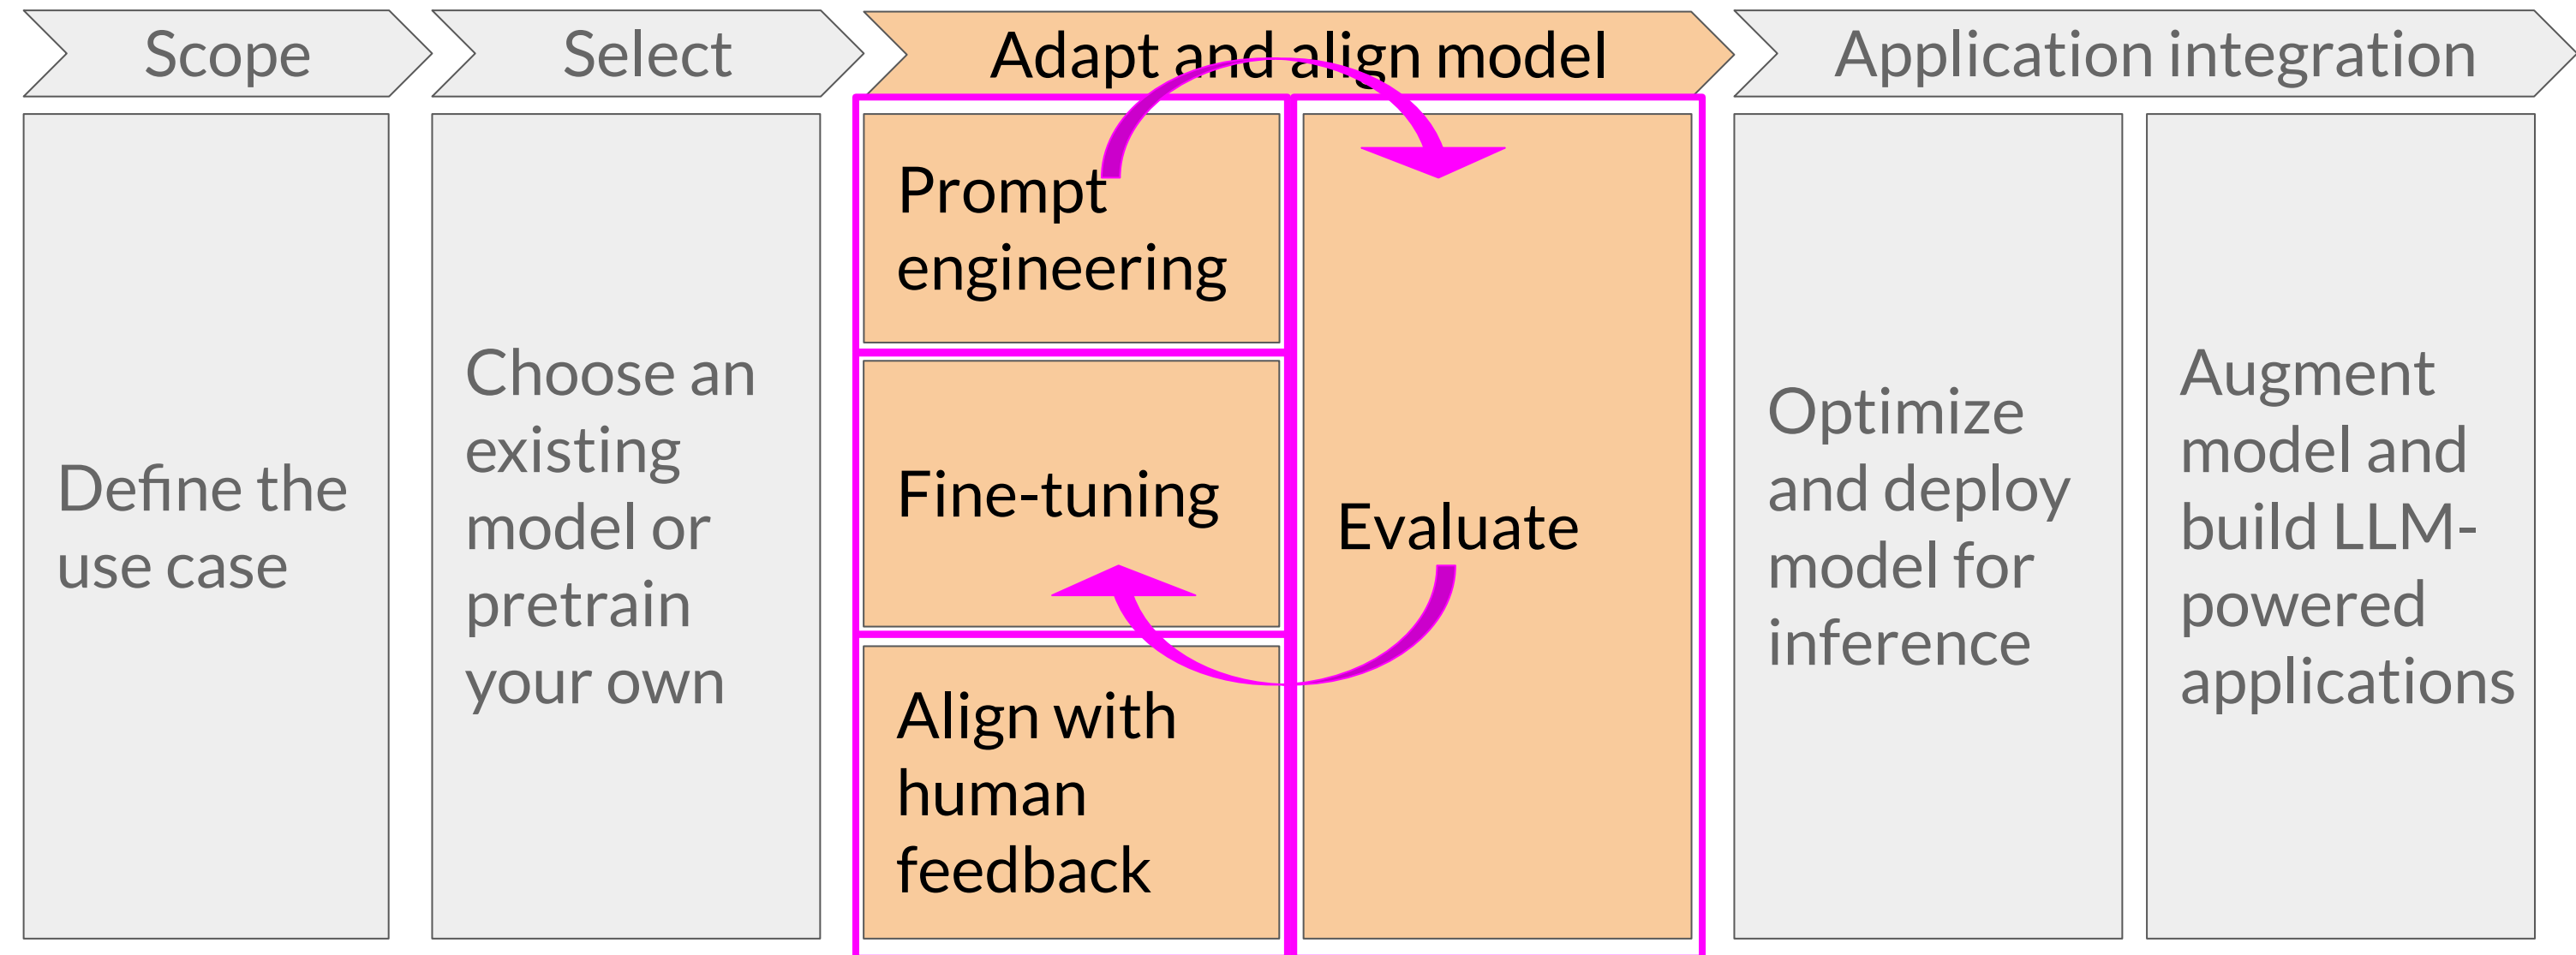 Scope
Select
Adapt and align model
Application integration
Define the
use case
Choose an
existing
model or
pretrain
your own
Prompt
engineering
Fine-tuning
Align with
human
feedback
Evaluate
Optimize
and deploy
model for
inference
Augment
model and
build LLM-
powered
applications